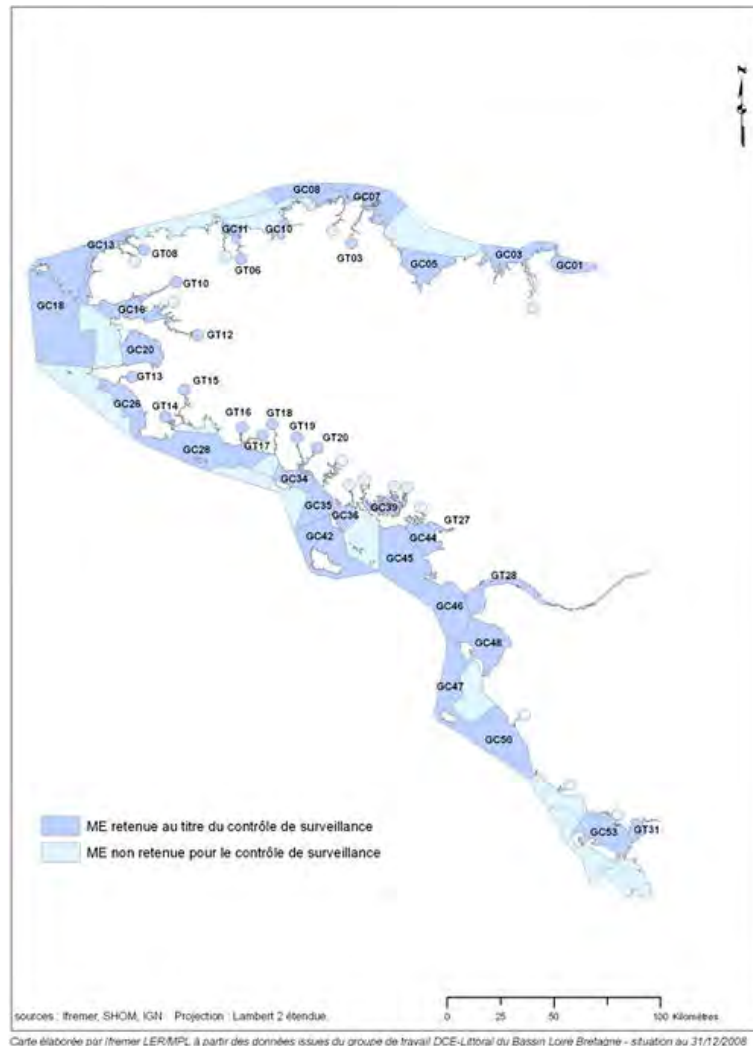 N
GC08
GC07
GC11
GC10
GC13
GT08
GT06
GT03
GC05
GC03
GC01
GT10
GC18
GC16
GT12
GC20
GT13
GT15
GC26
GT14
GT16
GT18
GT19
GC28
GT17
GT20
GC34
GC35
GC36
GC39
GT27
GC42
GC44
GC45
GT28
GC46
GC48
GC47
GC50
GC53
GT31
ME retenue au titre du contrôle de surveillance
ME non retenue pour le contrôle de surveillance
sources : Ifremer, SHOM, IGN Projection : Lambert 2 étendue.
0 25 50 100 Kilomètres
Carte élaborée par Ifremer LER/MPL à partir des données issues du groupe de travail DCE-Littoral du Bassin Loire Bretagne - situation au 31/12/2008